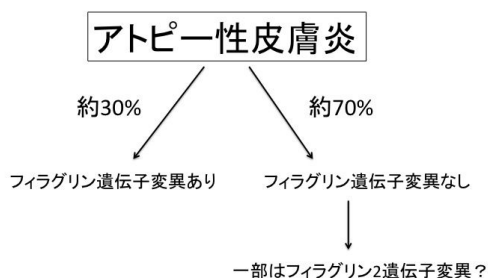 アトピー性皮膚炎
約30%
約70%
フィラグリン遺伝子変異あり
フィラグリン遺伝子変異なし
一部はフィラグリン2遺伝子変異？